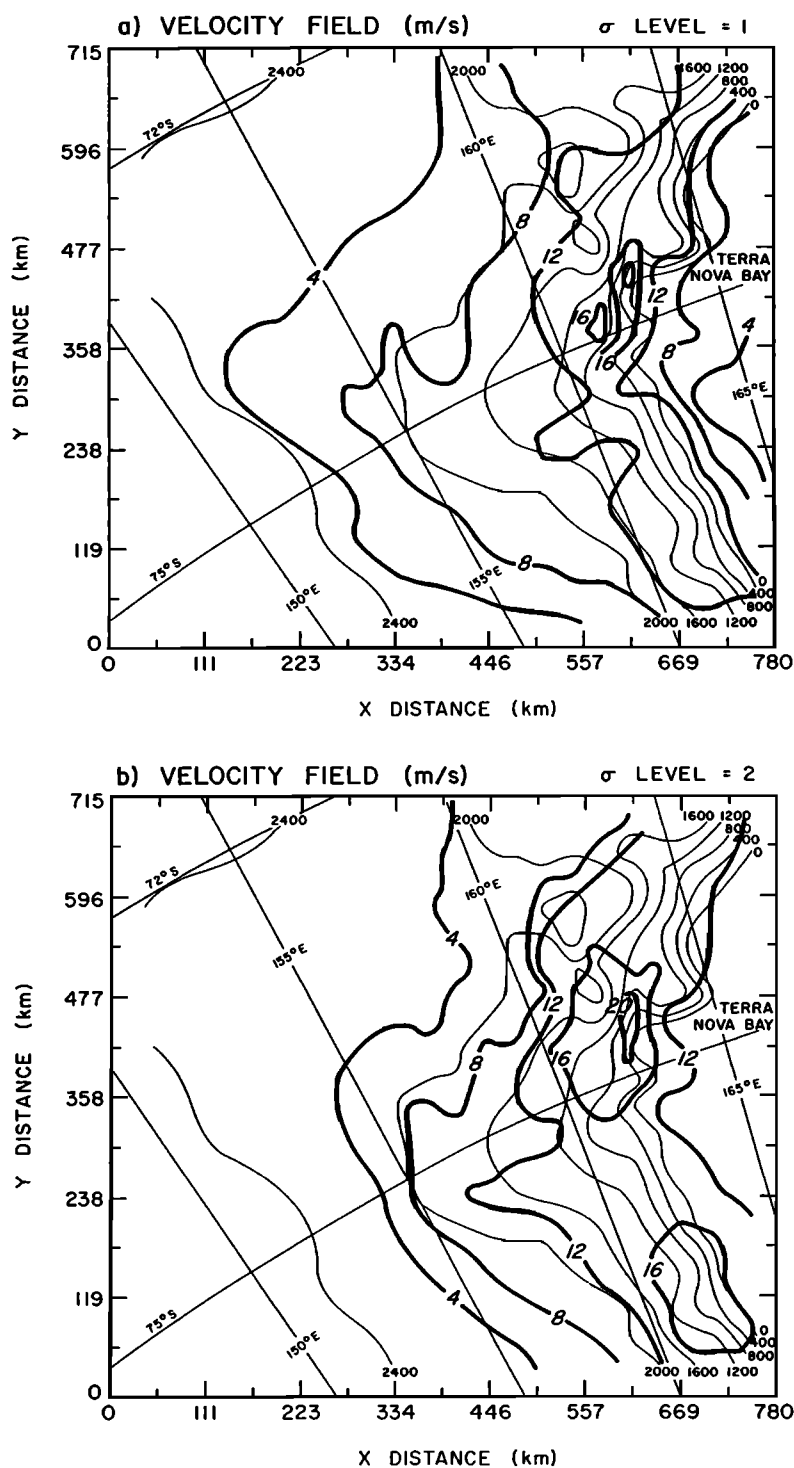 a) VELOCITY FIELD (m/s) σ LEVEL = 1
715
596
477
358
238
119
0
Y DISTANCE (km)
2400
2000
1600 1200
800
400
0
72°S
160°E
8
4
12
TERRA
NOVA BAY
12
16
16
8
4
165°E
75°S
150°E
155°E
8
2400
2000 1600 1200
0
400
800
0 111 223 334 446 557 669 780
X DISTANCE (km)
b) VELOCITY FIELD (m/s) σ LEVEL = 2
715
596
477
358
238
119
0
Y DISTANCE (km)
2400
2000
1600 1200
800
400
0
72°S
160°E
155°E
4
12
20
TERRA
NOVA BAY
8
16
12
165°E
12
16
4
8
75°S
150°E
2400
2000 1600 1200
0
400
800
0 111 223 334 446 557 669 780
X DISTANCE (km)